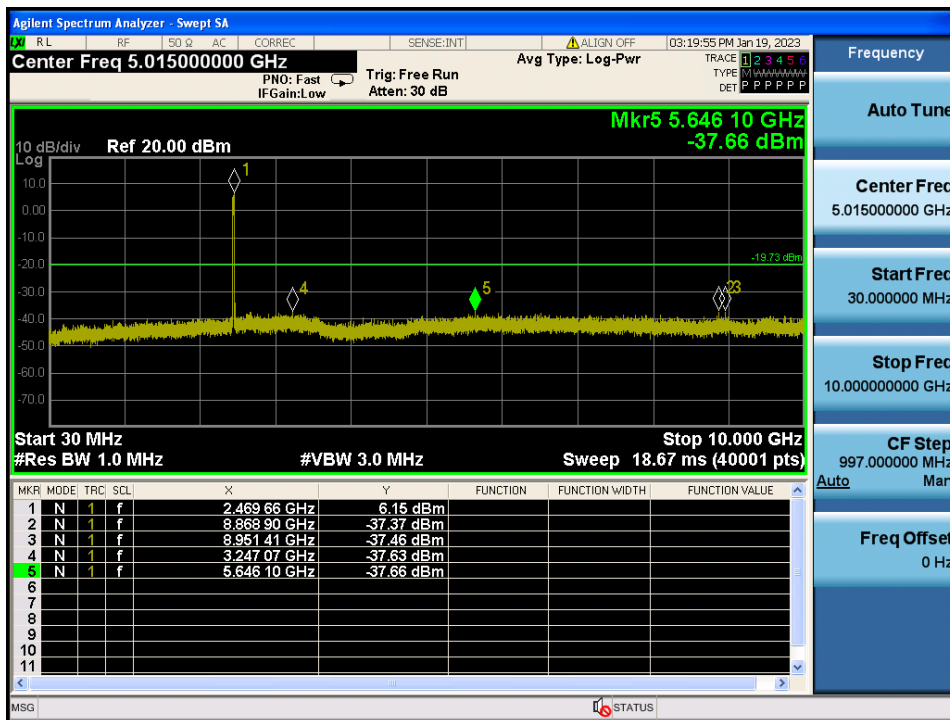 Agilent Spectrum Analyzer - Swept SA
LXI RL RF 50 Ω AC CORREC SENSE:INT ALIGN OFF 03:19:55 PM Jan 19, 2023
Frequency
Center Freq 5.015000000 GHz
PNO: Fast
IFGain:Low
Trig: Free Run
Atten: 30 dB
Avg Type: Log-Pwr
TRACE 1 2 3 4 5 6
TYPE M WWWWW
DET P P P P P P
Auto Tune
Mkr5 5.646 10 GHz
-37.66 dBm
10 dB/div Ref 20.00 dBm
Log
10.0
0.00
-10.0
-20.0
-30.0
-40.0
-50.0
-60.0
-70.0
1
4
5
2 3
-19.73 dBm
Start 30 MHz Stop 10.000 GHz
#Res BW 1.0 MHz #VBW 3.0 MHz Sweep 18.67 ms (40001 pts)
Center Freq
5.015000000 GHz
Start Freq
30.000000 MHz
Stop Freq
10.000000000 GHz
CF Step
997.000000 MHz
Auto Man
Freq Offset
0 Hz
MKR MODE TRC SCL X Y FUNCTION FUNCTION WIDTH FUNCTION VALUE
1 N 1 f 2.469 66 GHz 6.15 dBm
2 N 1 f 8.868 90 GHz -37.37 dBm
3 N 1 f 8.951 41 GHz -37.46 dBm
4 N 1 f 3.247 07 GHz -37.63 dBm
5 N 1 f 5.646 10 GHz -37.66 dBm
6
7
8
9
10
11
MSG STATUS